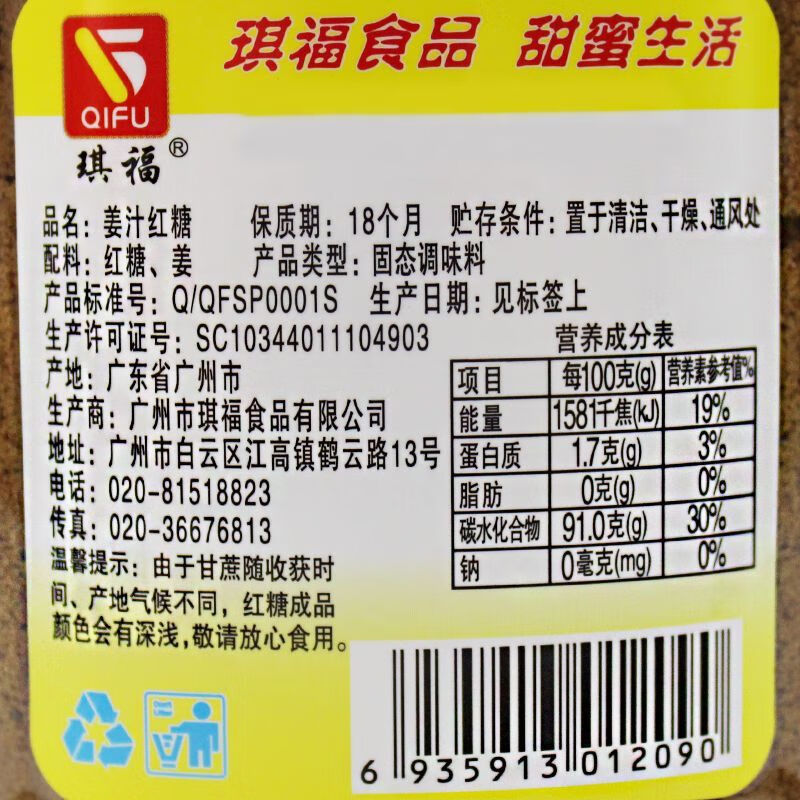 琪福食品 甜蜜生活
QIFU
琪福®
品名：姜汁红糖 保质期：18个月 贮存条件：置于清洁、干燥、通风处
配料：红糖、姜 产品类型：固态调味料
产品标准号：Q/QFSP0001S 生产日期：见标签上
生产许可证号：SC10344011104903
产地：广东省广州市
生产商：广州市琪福食品有限公司
地址：广州市白云区江高镇鹤云路13号
电话：020-81518823
传真：020-36676813
温馨提示：由于甘蔗随收获时
间、产地气候不同，红糖成品
颜色会有深浅，敬请放心食用。
营养成分表
项目 每100克(g) 营养素参考值%
能量 1581千焦(kJ) 19%
蛋白质 1.7克(g) 3%
脂肪 0克(g) 0%
碳水化合物 91.0克(g) 30%
钠 0毫克(mg) 0%
6 935913 012090